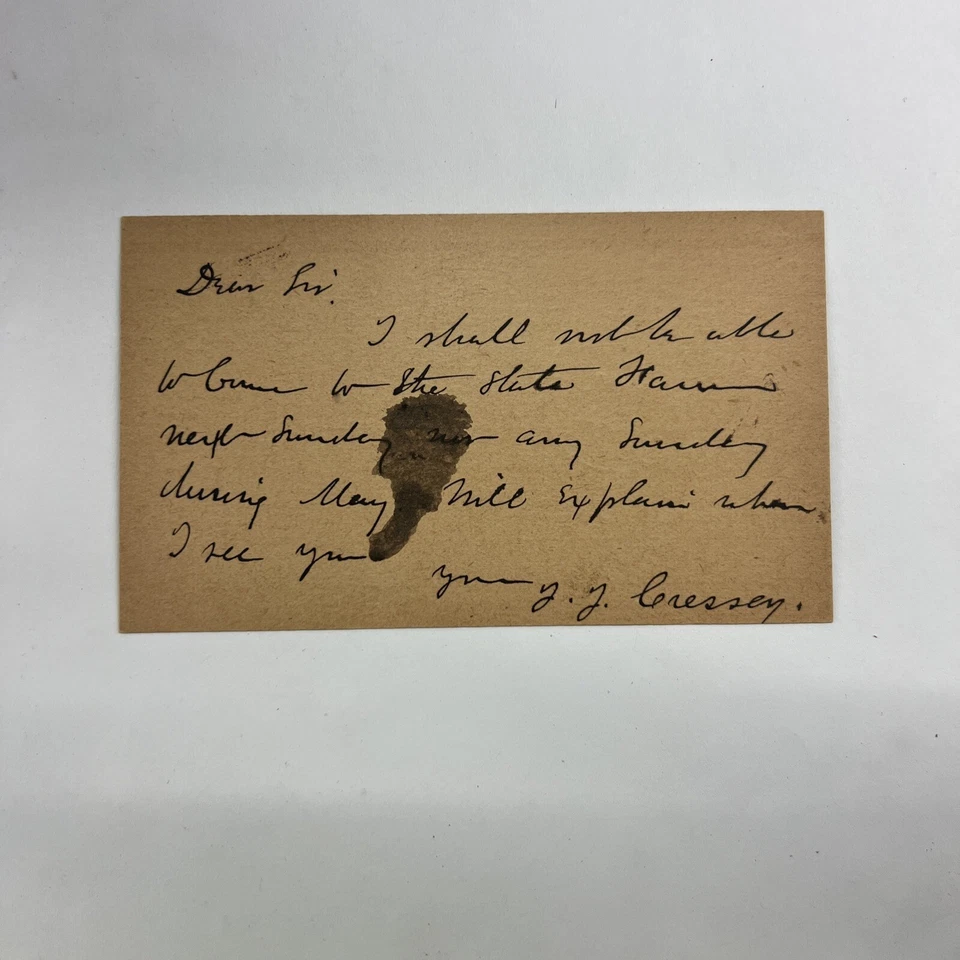 Dear Sir.
I shall not be able
to Come to the State Farm
next Sunday nor any Sunday
during May Will Explain when
I see you
Yours J. J. Cressey.